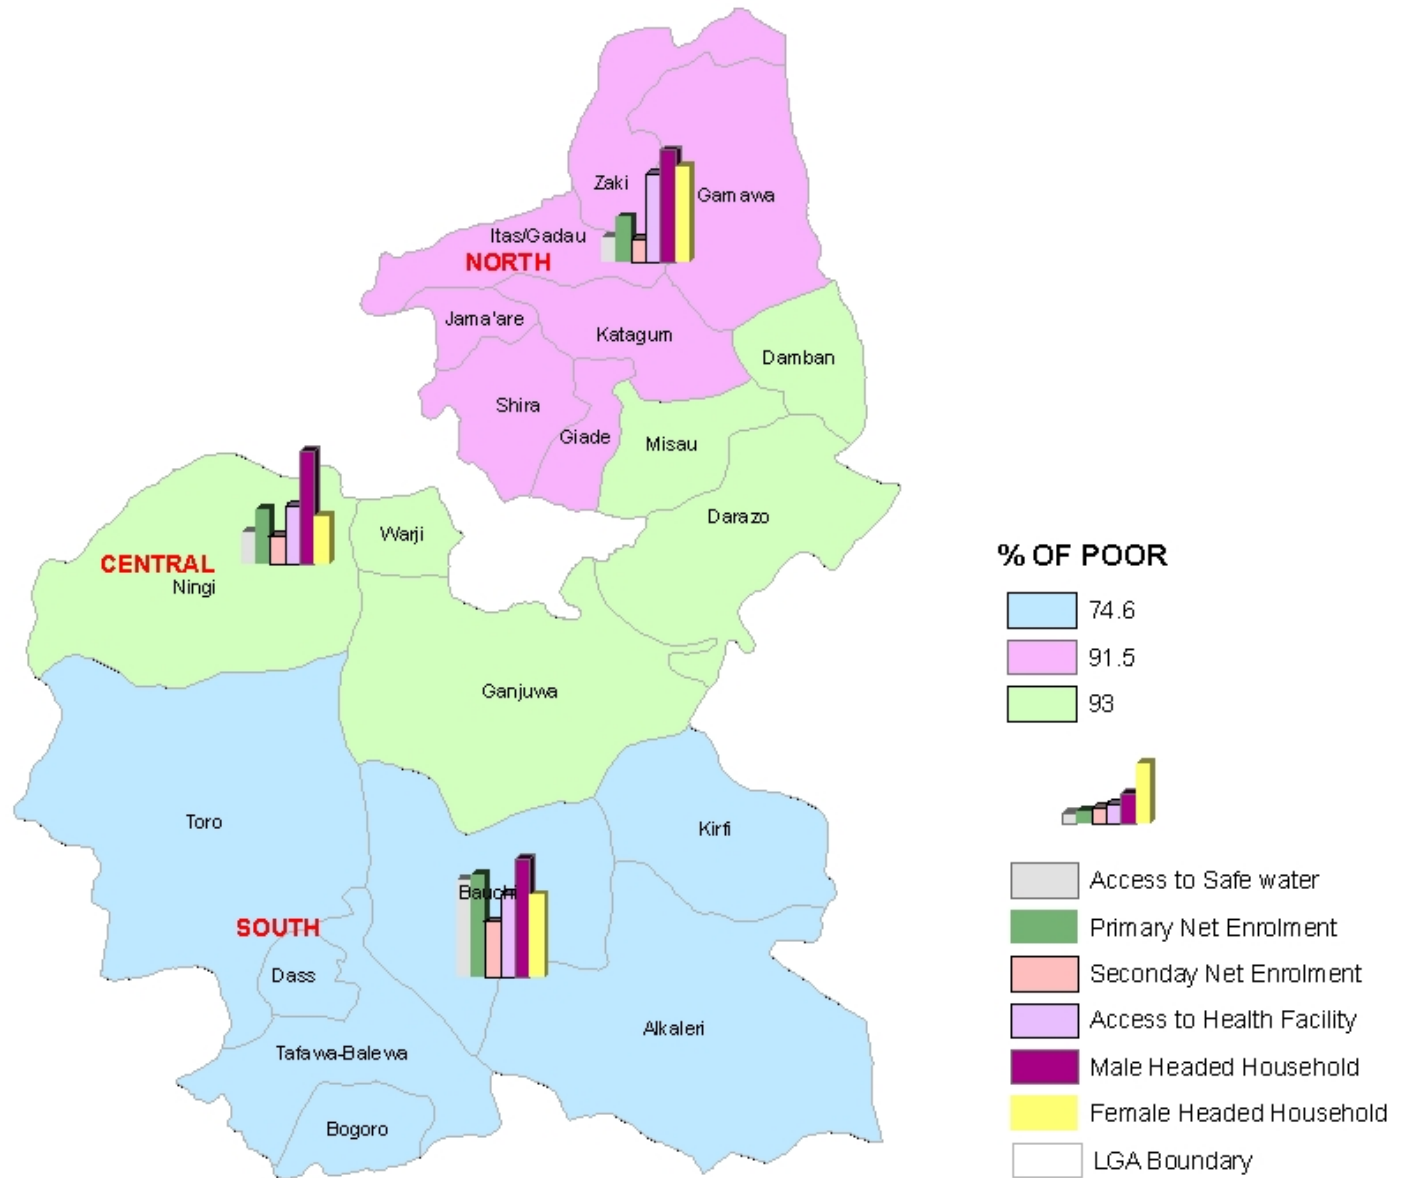 Zaki
Gamawa
Itas/Gadau
NORTH
Jama'are
Katagum
Damban
Shira
Giade
Misau
Darazo
Warji
CENTRAL
Ningi
Ganjuwa
Toro
Kirfi
Bauchi
SOUTH
Dass
Alkaleri
Tafawa-Balewa
Bogoro
% OF POOR
74.6
91.5
93
Access to Safe water
Primary Net Enrolment
Seconday Net Enrolment
Access to Health Facility
Male Headed Household
Female Headed Household
LGA Boundary